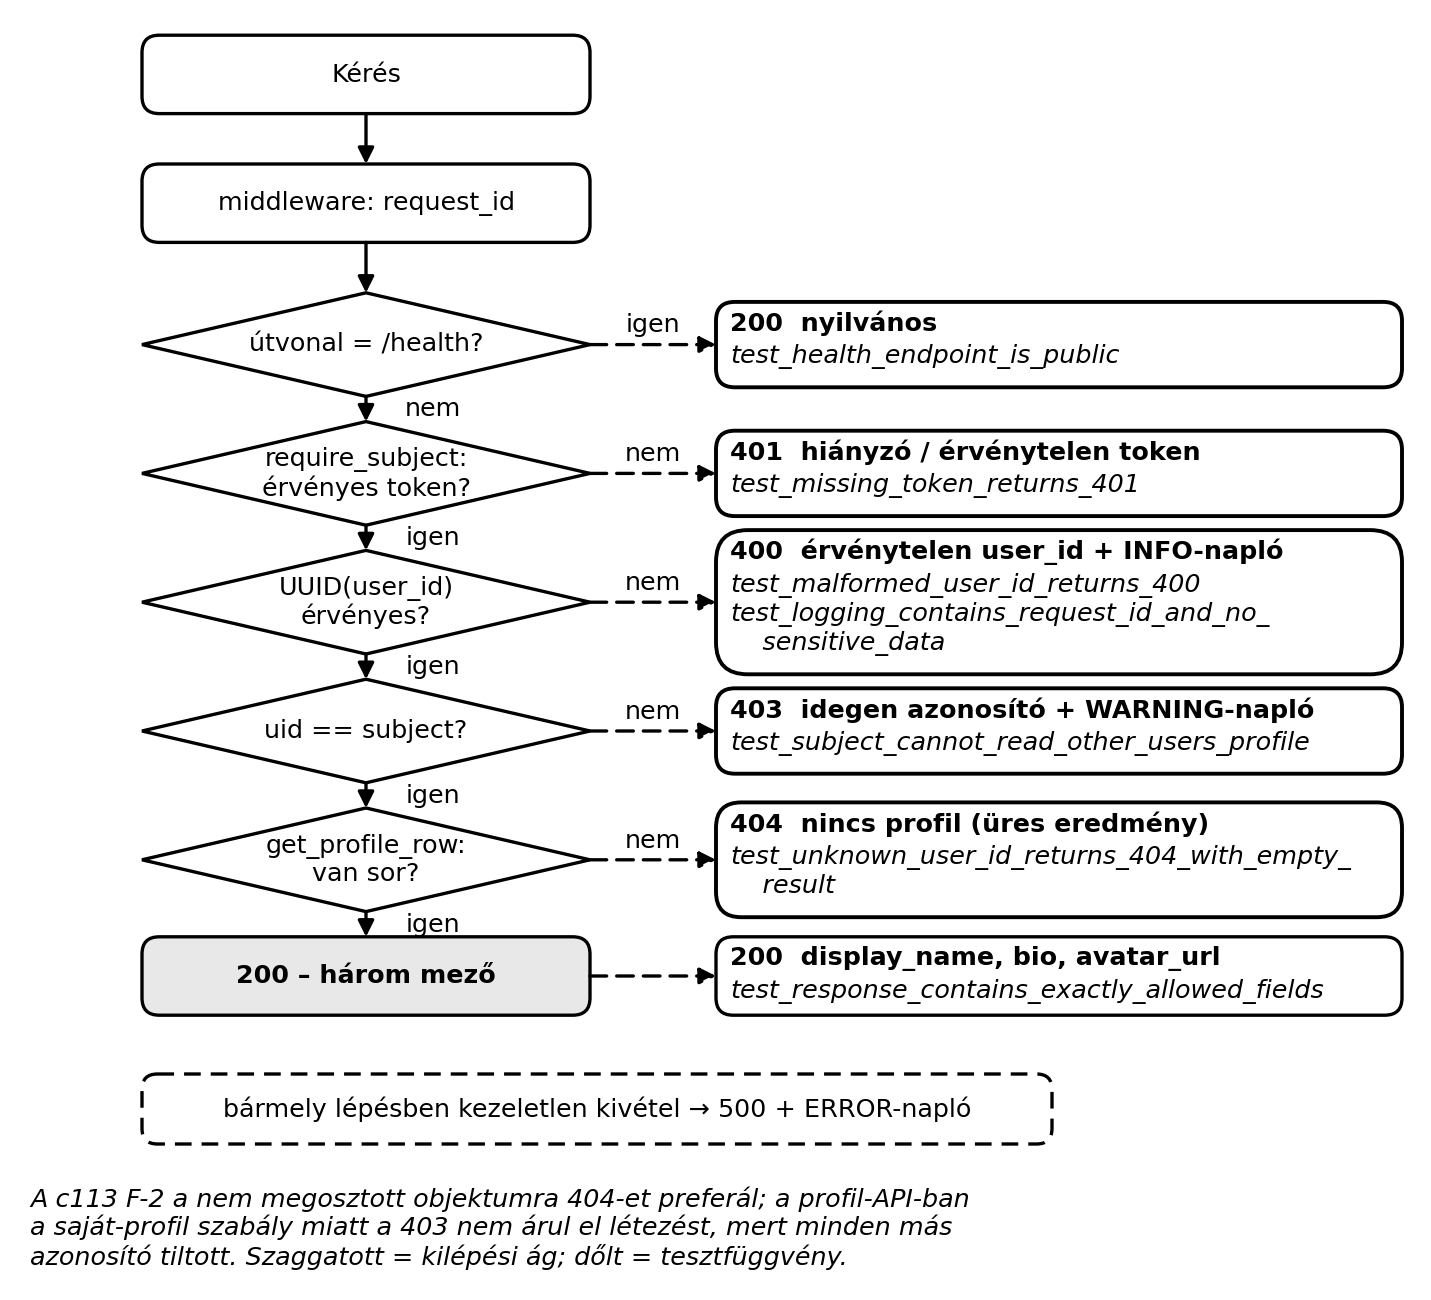 Kérés
middleware: request_id
útvonal = /health?
igen
200  nyilvános
test_health_endpoint_is_public
nem
require_subject:
érvényes token?
nem
401  hiányzó / érvénytelen token
test_missing_token_returns_401
igen
UUID(user_id)
érvényes?
nem
400  érvénytelen user_id + INFO-napló
test_malformed_user_id_returns_400
test_logging_contains_request_id_and_no_
sensitive_data
igen
uid == subject?
nem
403  idegen azonosító + WARNING-napló
test_subject_cannot_read_other_users_profile
igen
get_profile_row:
van sor?
nem
404  nincs profil (üres eredmény)
test_unknown_user_id_returns_404_with_empty_
result
igen
200 – három mező
200  display_name, bio, avatar_url
test_response_contains_exactly_allowed_fields
bármely lépésben kezeletlen kivétel → 500 + ERROR-napló
A c113 F-2 a nem megosztott objektumra 404-et preferál; a profil-API-ban
a saját-profil szabály miatt a 403 nem árul el létezést, mert minden más
azonosító tiltott. Szaggatott = kilépési ág; dőlt = tesztfüggvény.